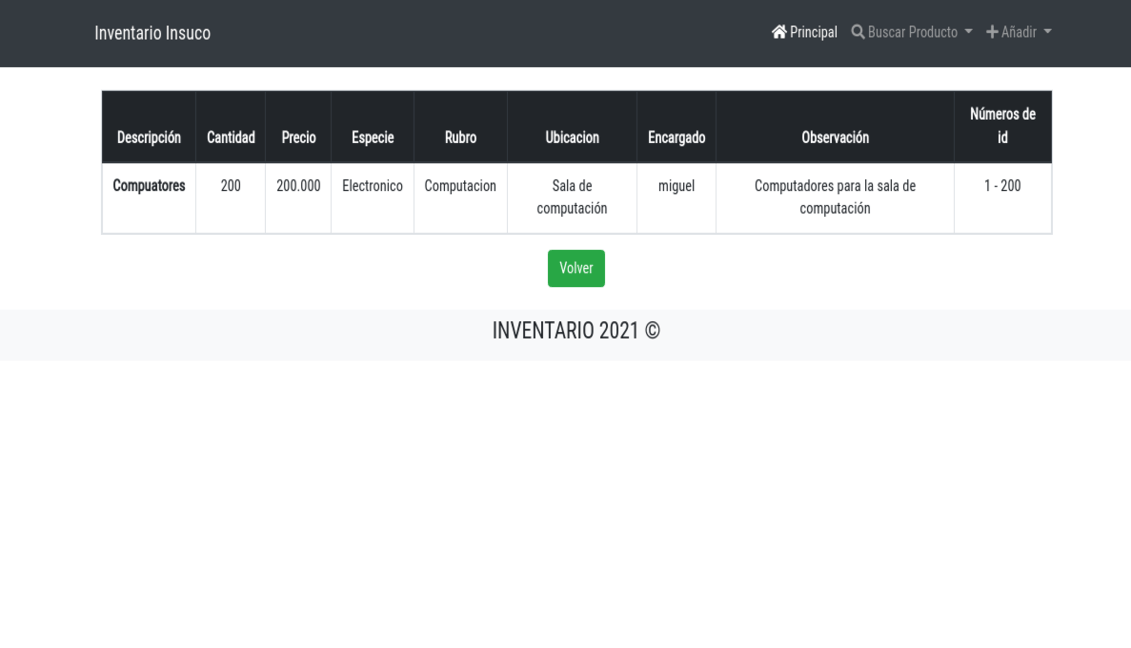 Inventario Insuco
Principal Buscar Producto Añadir
Descripción Cantidad Precio Especie Rubro Ubicacion Encargado Observación Números de id
Compuatores 200 200.000 Electronico Computacion Sala de computación miguel Computadores para la sala de computación 1 - 200
Volver
INVENTARIO 2021 ©